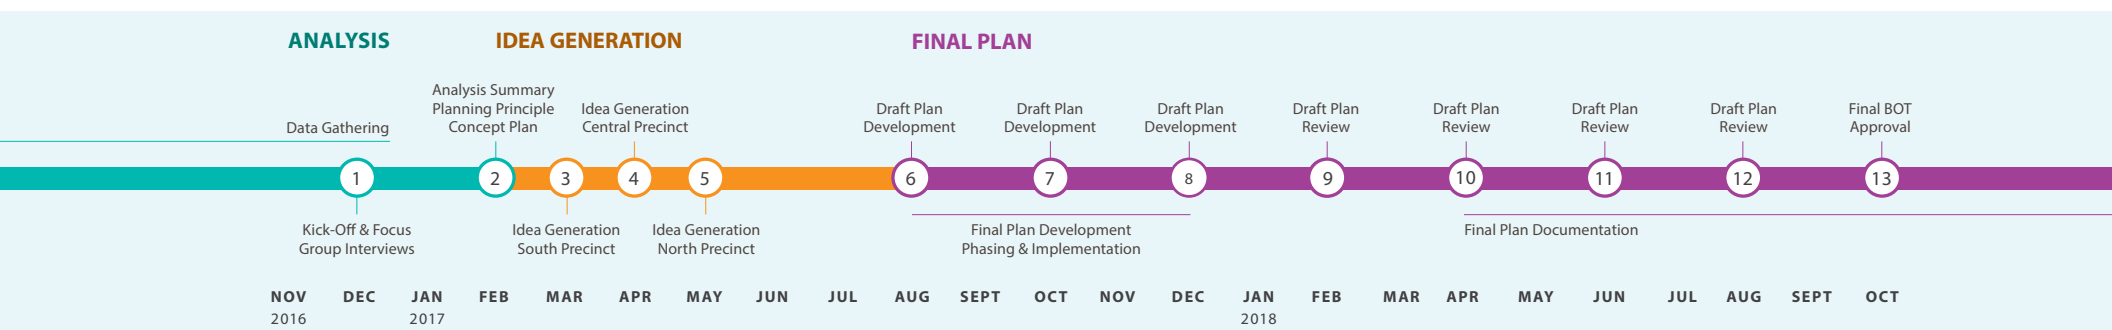 ANALYSIS
IDEA GENERATION
FINAL PLAN
Data Gathering
Analysis Summary
Planning Principle
Concept Plan
Idea Generation
Central Precinct
Draft Plan
Development
Draft Plan
Development
Draft Plan
Development
Draft Plan
Review
Draft Plan
Review
Draft Plan
Review
Draft Plan
Review
Final BOT
Approval
1 2 3 4 5 6 7 8 9 10 11 12 13
Kick-Off & Focus
Group Interviews
Idea Generation
South Precinct
Idea Generation
North Precinct
Final Plan Development
Phasing & Implementation
Final Plan Documentation
NOV DEC JAN FEB MAR APR MAY JUN JUL AUG SEPT OCT NOV DEC JAN FEB MAR APR MAY JUN JUL AUG SEPT OCT
2016 2017 2018